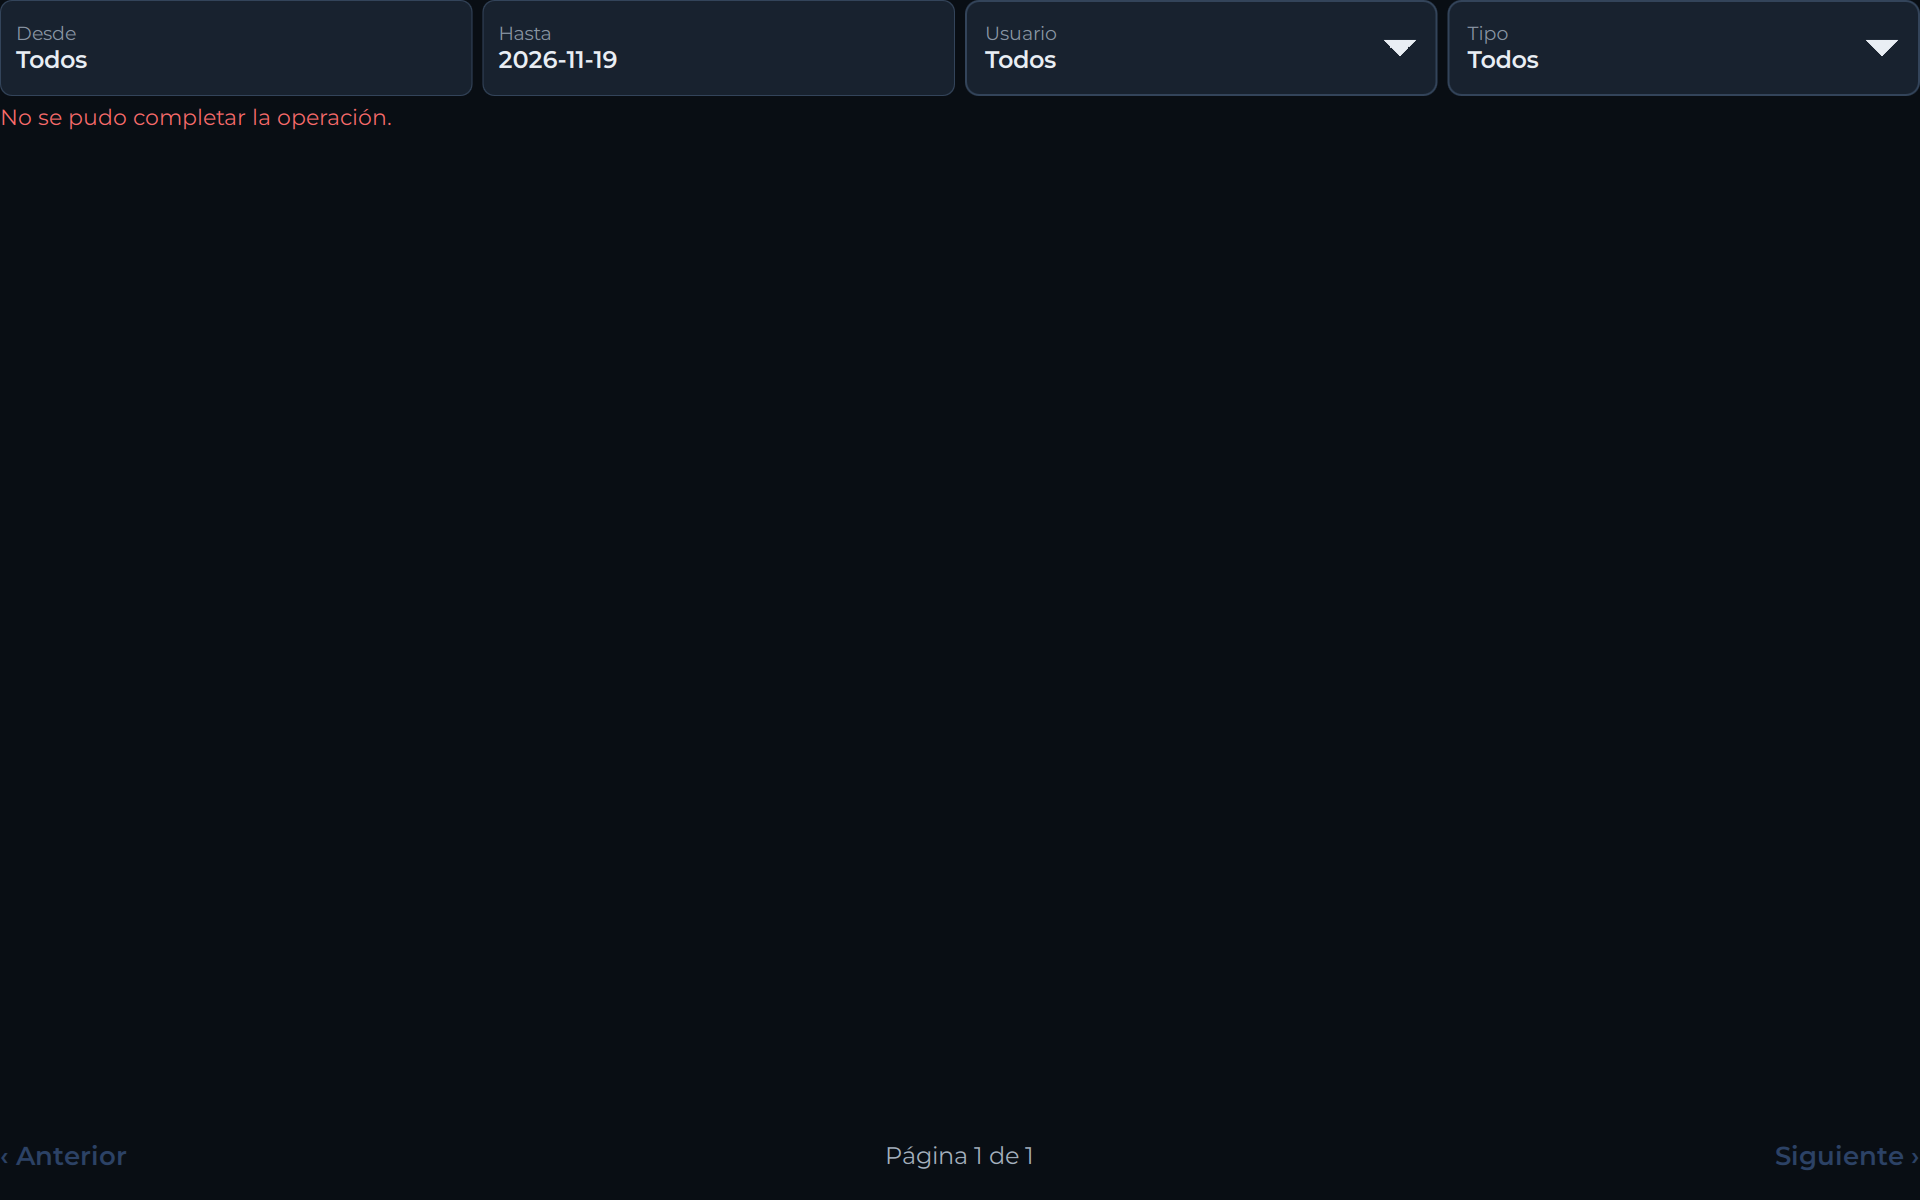 Desde
Todos
Hasta
2026-11-19
Usuario
Todos
Tipo
Todos
No se pudo completar la operación.
‹ Anterior
Página 1 de 1
Siguiente ›